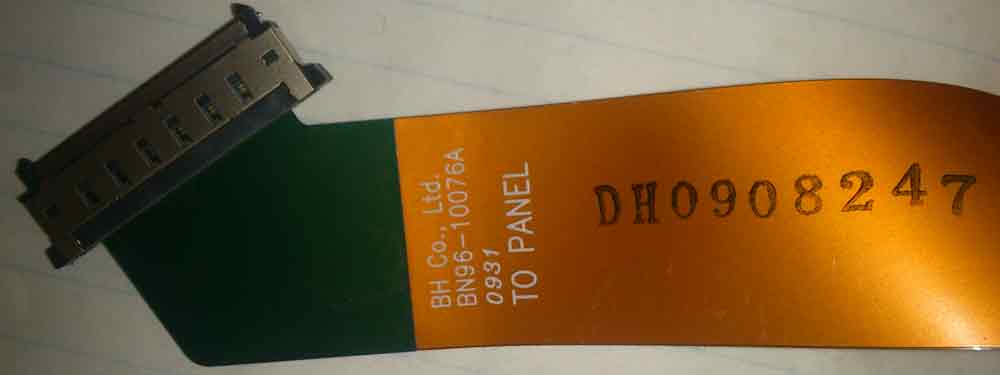 BH Co., Ltd.
BN96-10076A
0931
TO PANEL
DH0908247